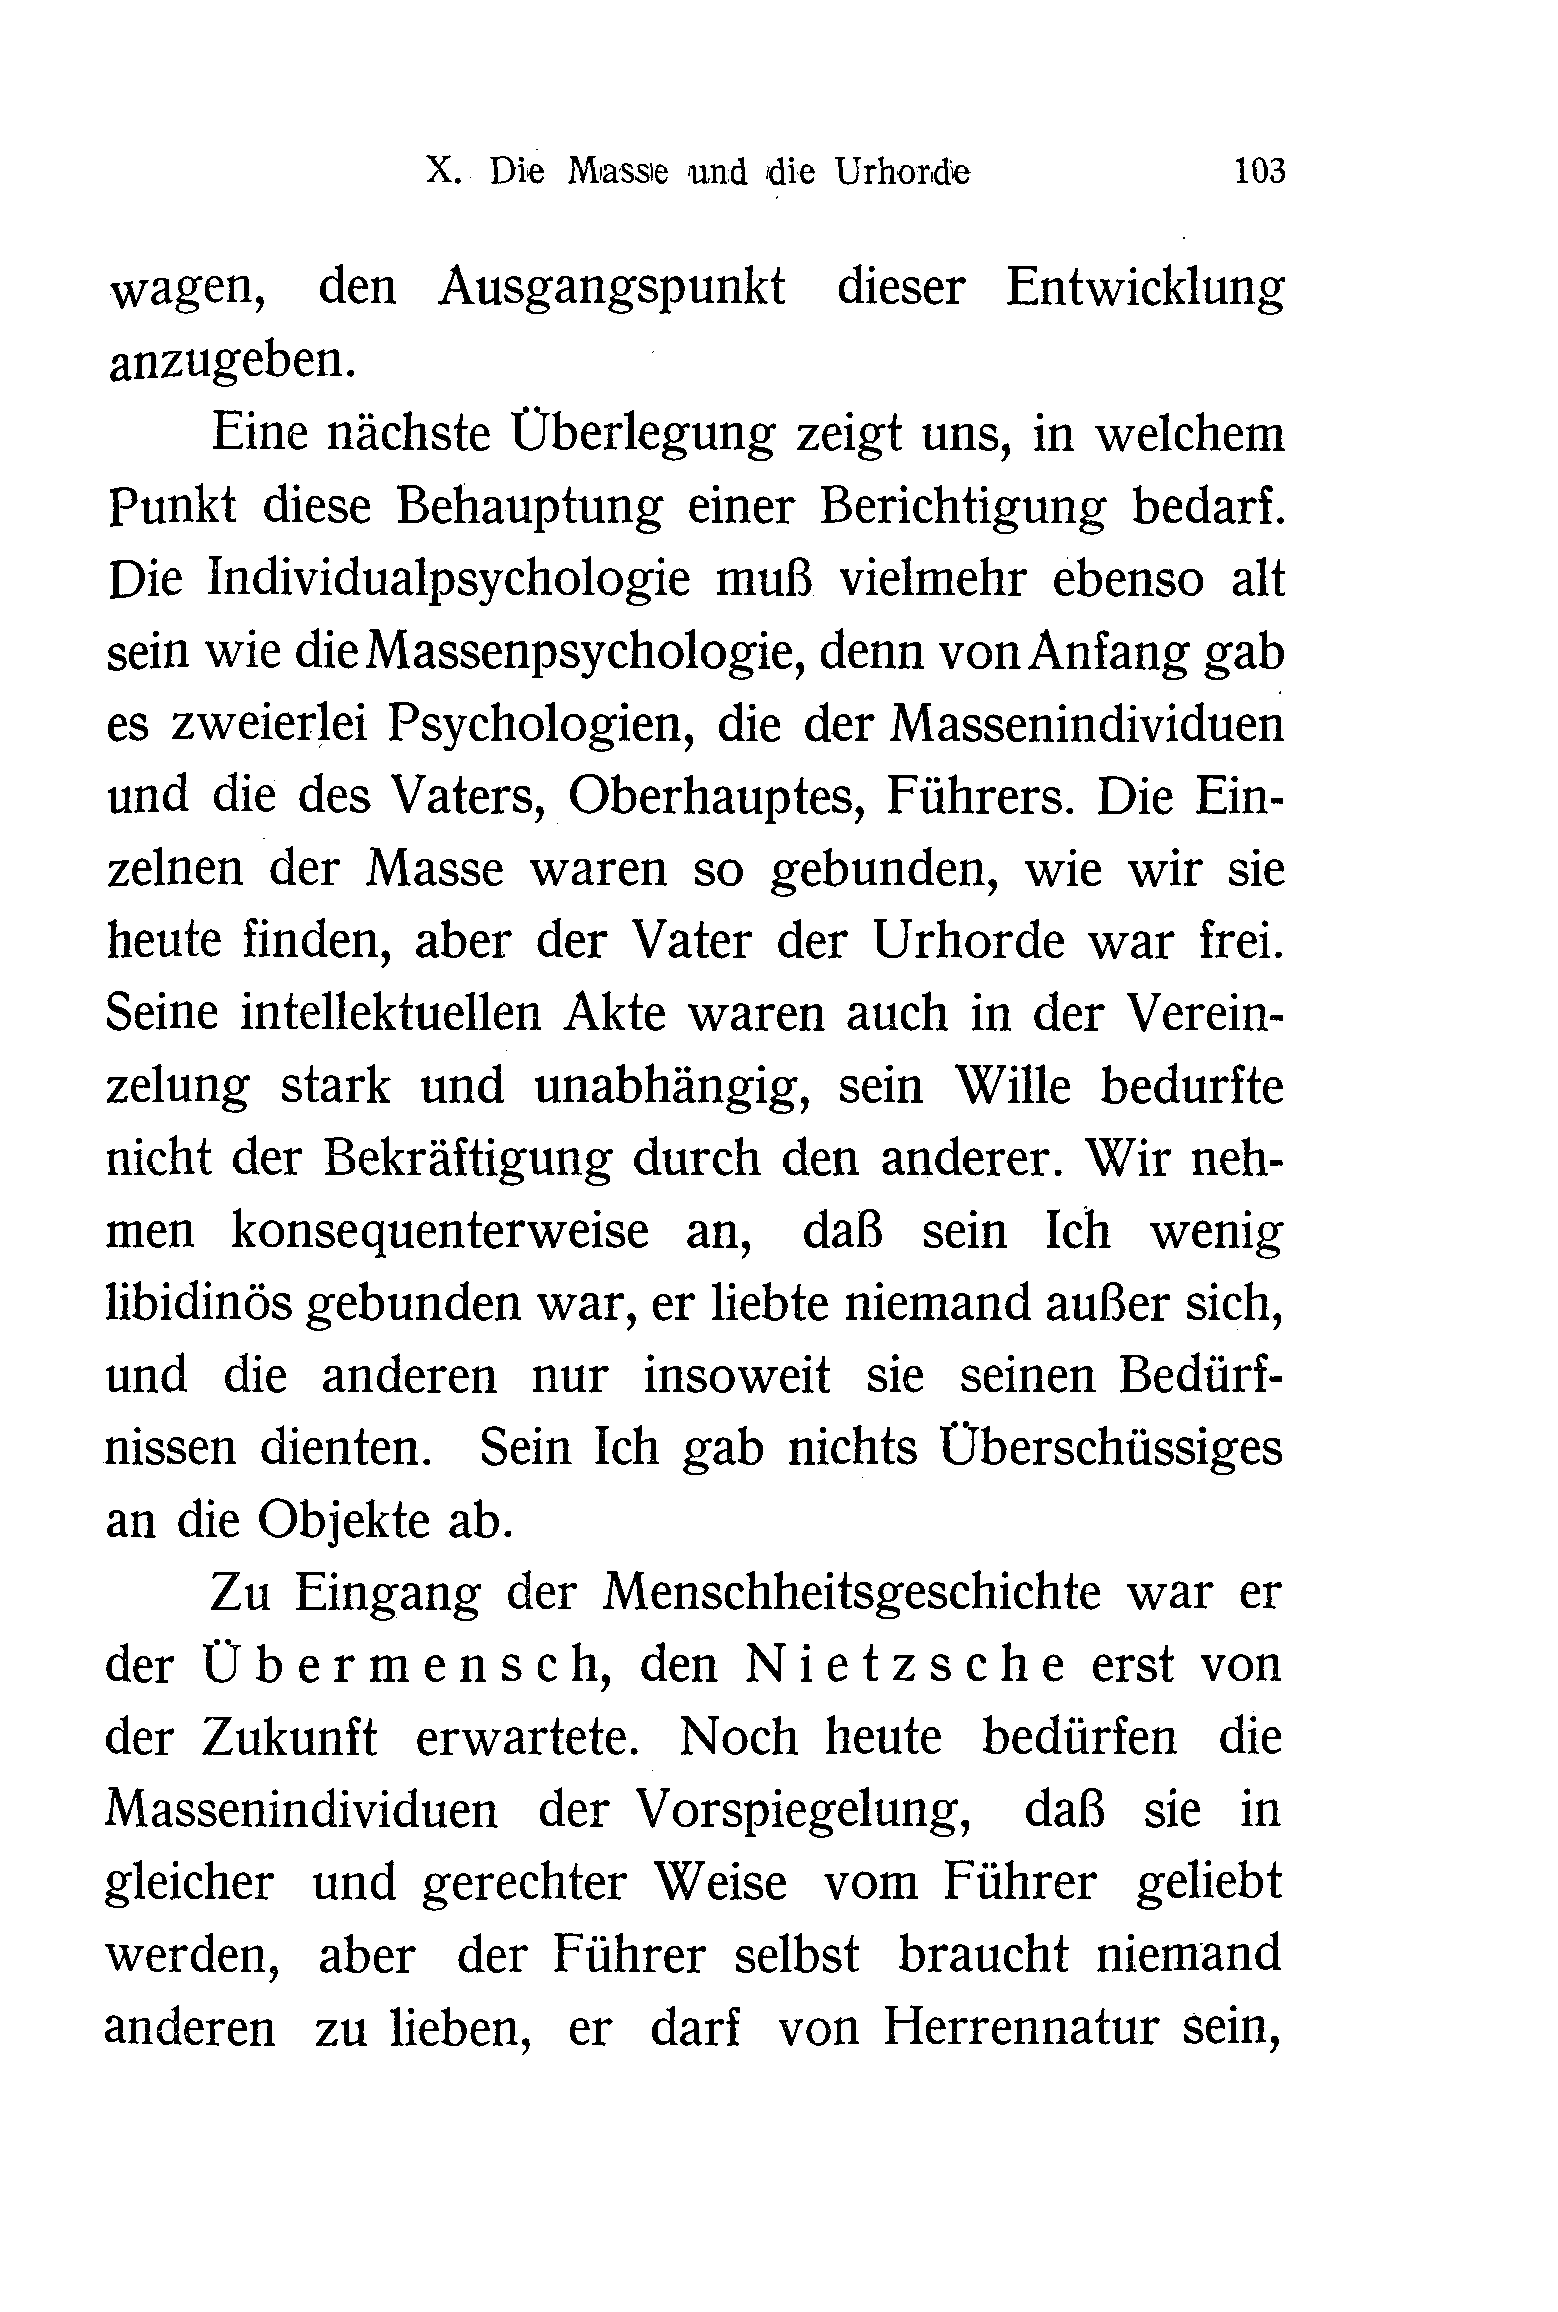 X. Die Masse und die Urhorde 103
wagen, den Ausgangspunkt dieser Entwicklung
anzugeben.
Eine nächste Überlegung zeigt uns, in welchem
Punkt diese Behauptung einer Berichtigung bedarf.
Die Individualpsychologie muß vielmehr ebenso alt
sein wie die Massenpsychologie, denn von Anfang gab
es zweierlei Psychologien, die der Massenindividuen
und die des Vaters, Oberhauptes, Führers. Die Ein-
zelnen der Masse waren so gebunden, wie wir sie
heute finden, aber der Vater der Urhorde war frei.
Seine intellektuellen Akte waren auch in der Verein-
zelung stark und unabhängig, sein Wille bedurfte
nicht der Bekräftigung durch den anderer. Wir neh-
men konsequenterweise an, daß sein Ich wenig
libidinös gebunden war, er liebte niemand außer sich,
und die anderen nur insoweit sie seinen Bedürf-
nissen dienten. Sein Ich gab nichts Überschüssiges
an die Objekte ab.
Zu Eingang der Menschheitsgeschichte war er
der Übermensch, den Nietzsche erst von
der Zukunft erwartete. Noch heute bedürfen die
Massenindividuen der Vorspiegelung, daß sie in
gleicher und gerechter Weise vom Führer geliebt
werden, aber der Führer selbst braucht niemand
anderen zu lieben, er darf von Herrennatur sein,